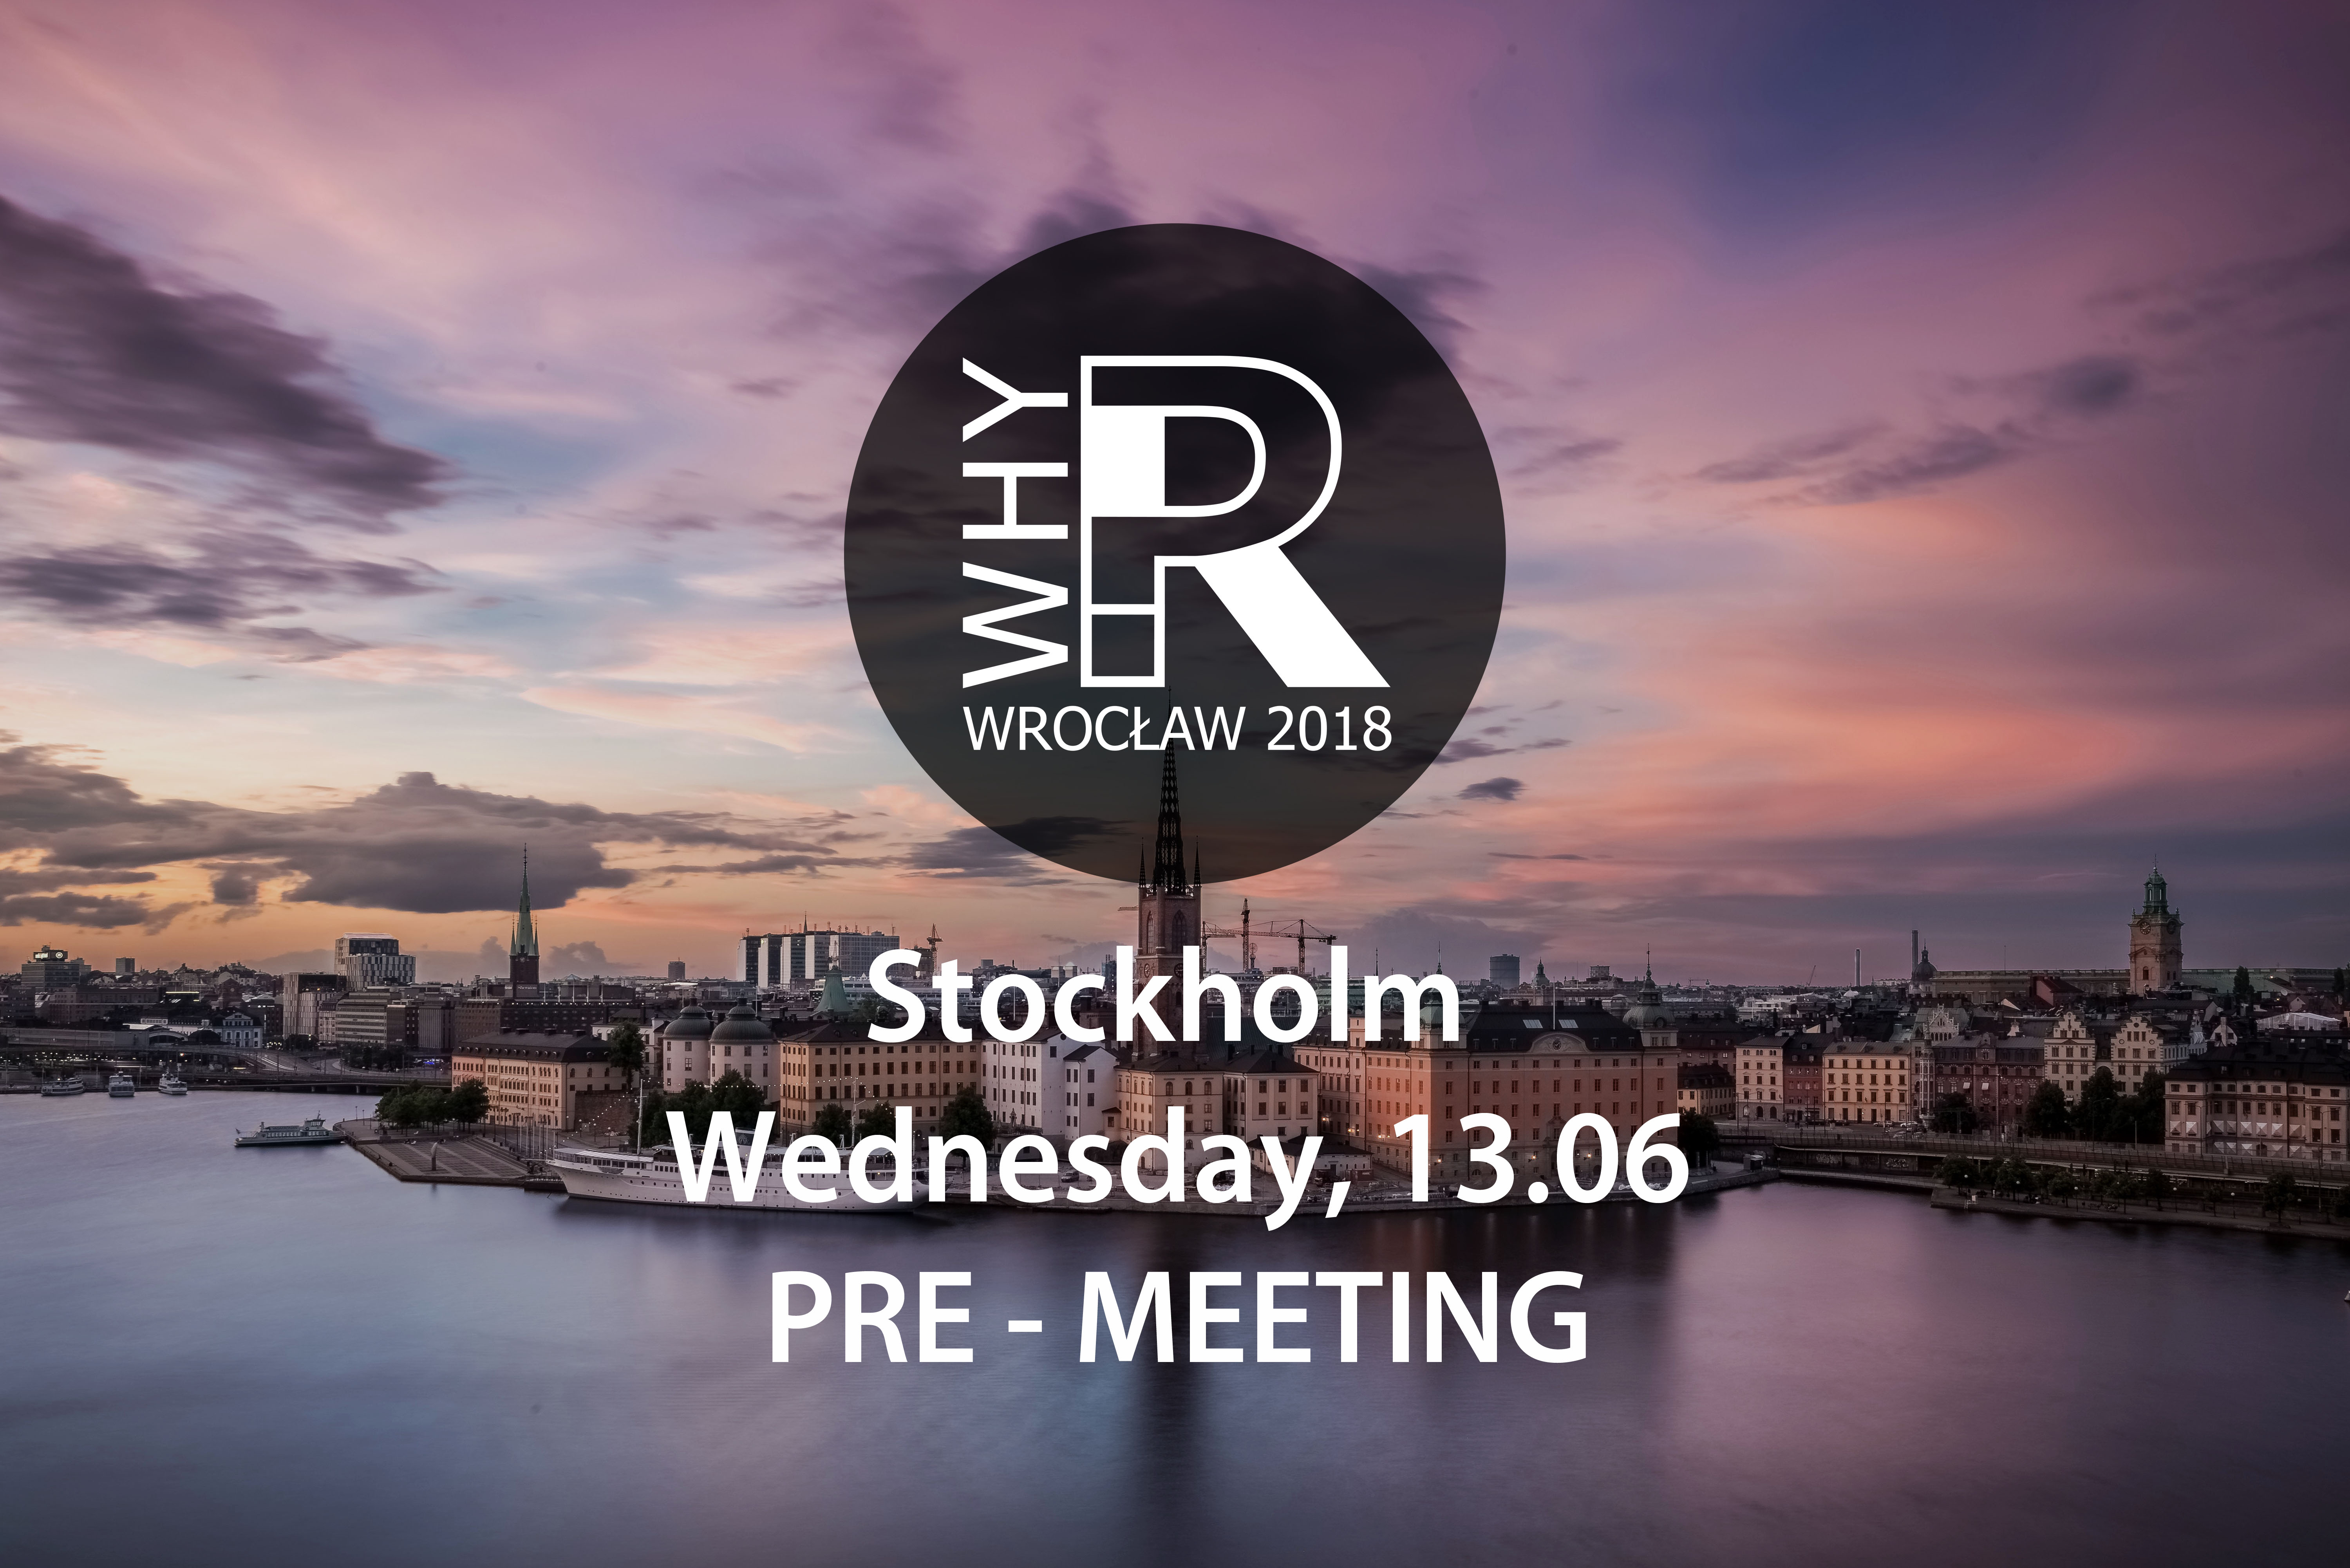 WHY R
WROCŁAW 2018
Stockholm
Wednesday, 13.06
PRE - MEETING